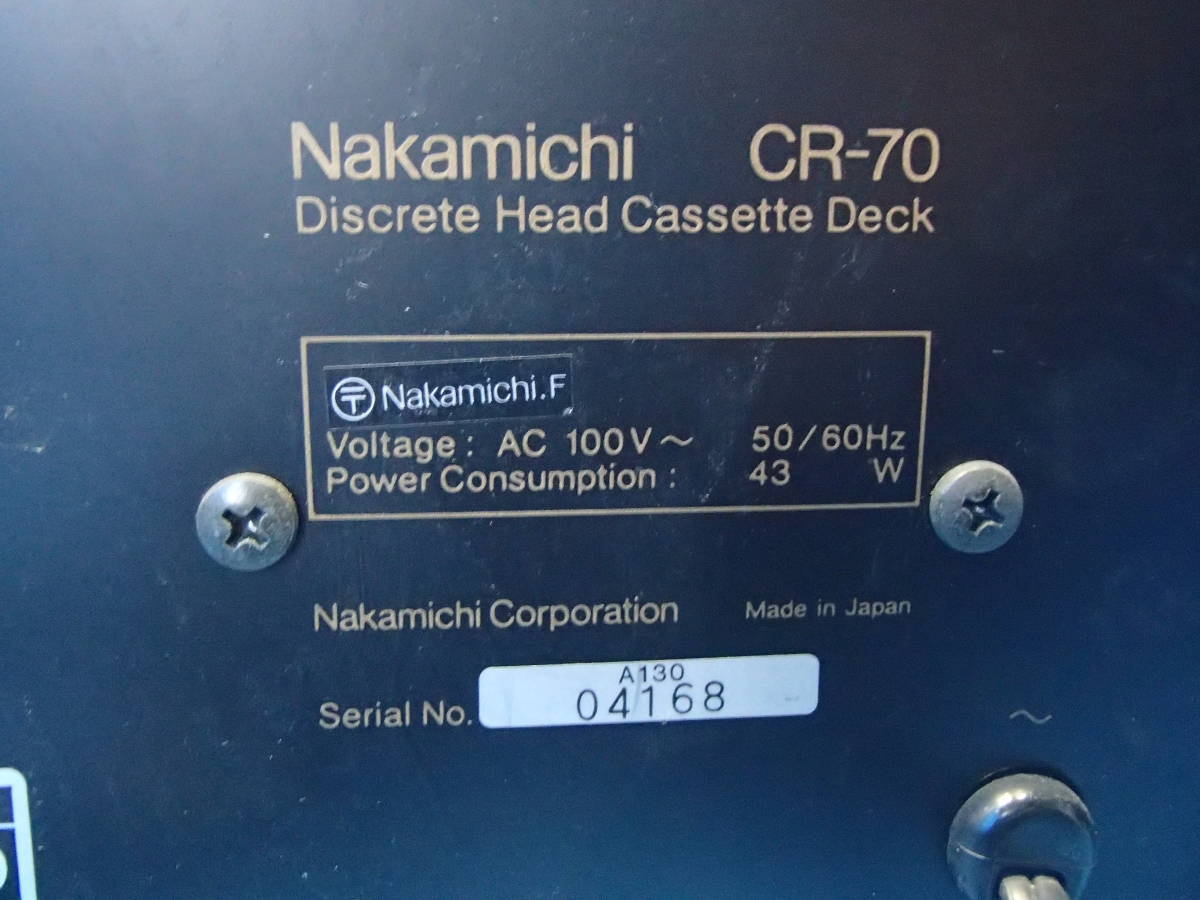 Nakamichi CR-70
Discrete Head Cassette Deck
〒 Nakamichi.F
Voltage : AC 100V ~ 50/60Hz
Power Consumption : 43 W
Nakamichi Corporation Made in Japan
A130
Serial No. 04168
~